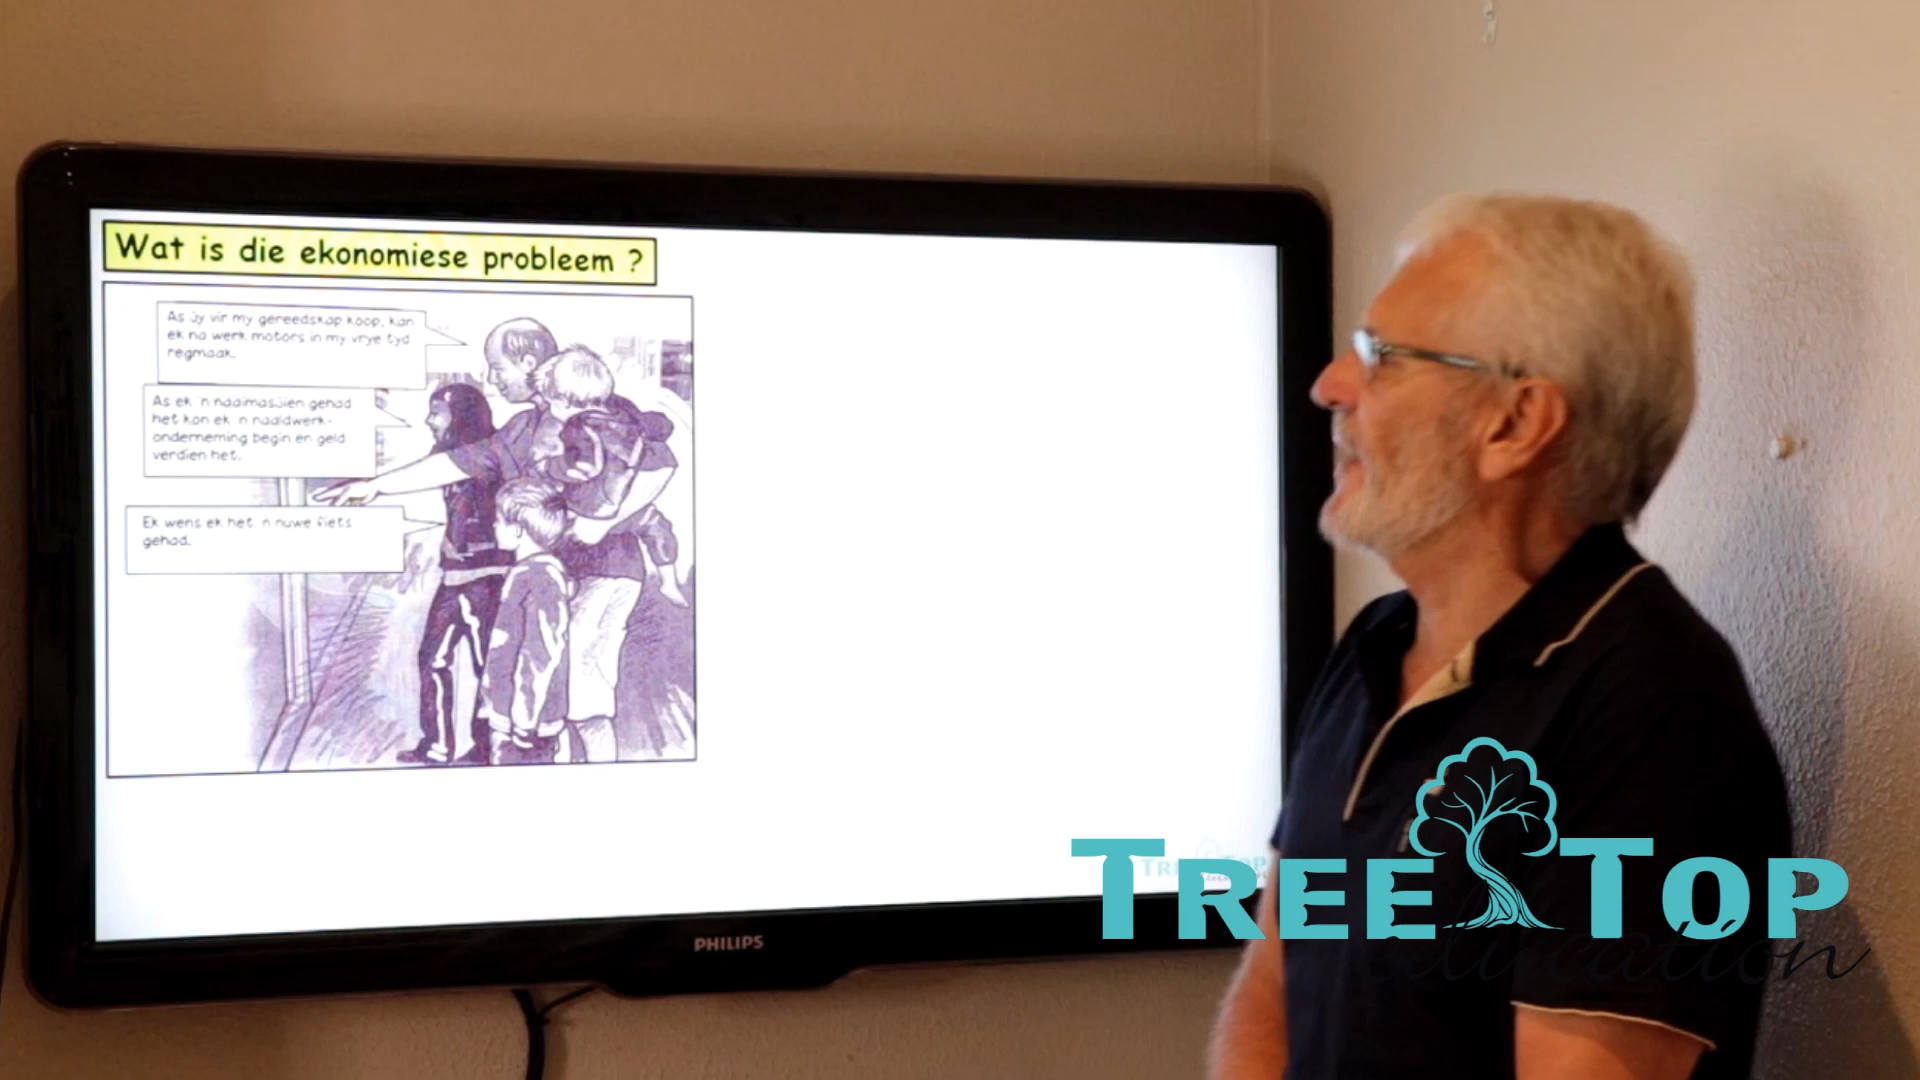 Wat is die ekonomiese probleem ?
As jy vir my gereedskap koop, kan
ek na werk motors in my vrye tyd
regmaak.
As ek 'n naaimasjien gehad
het kon ek 'n naaldwerk-
onderneming begin en geld
verdien het.
Ek wens ek het 'n nuwe fiets
gehad.
PHILIPS
TREE TOP
education